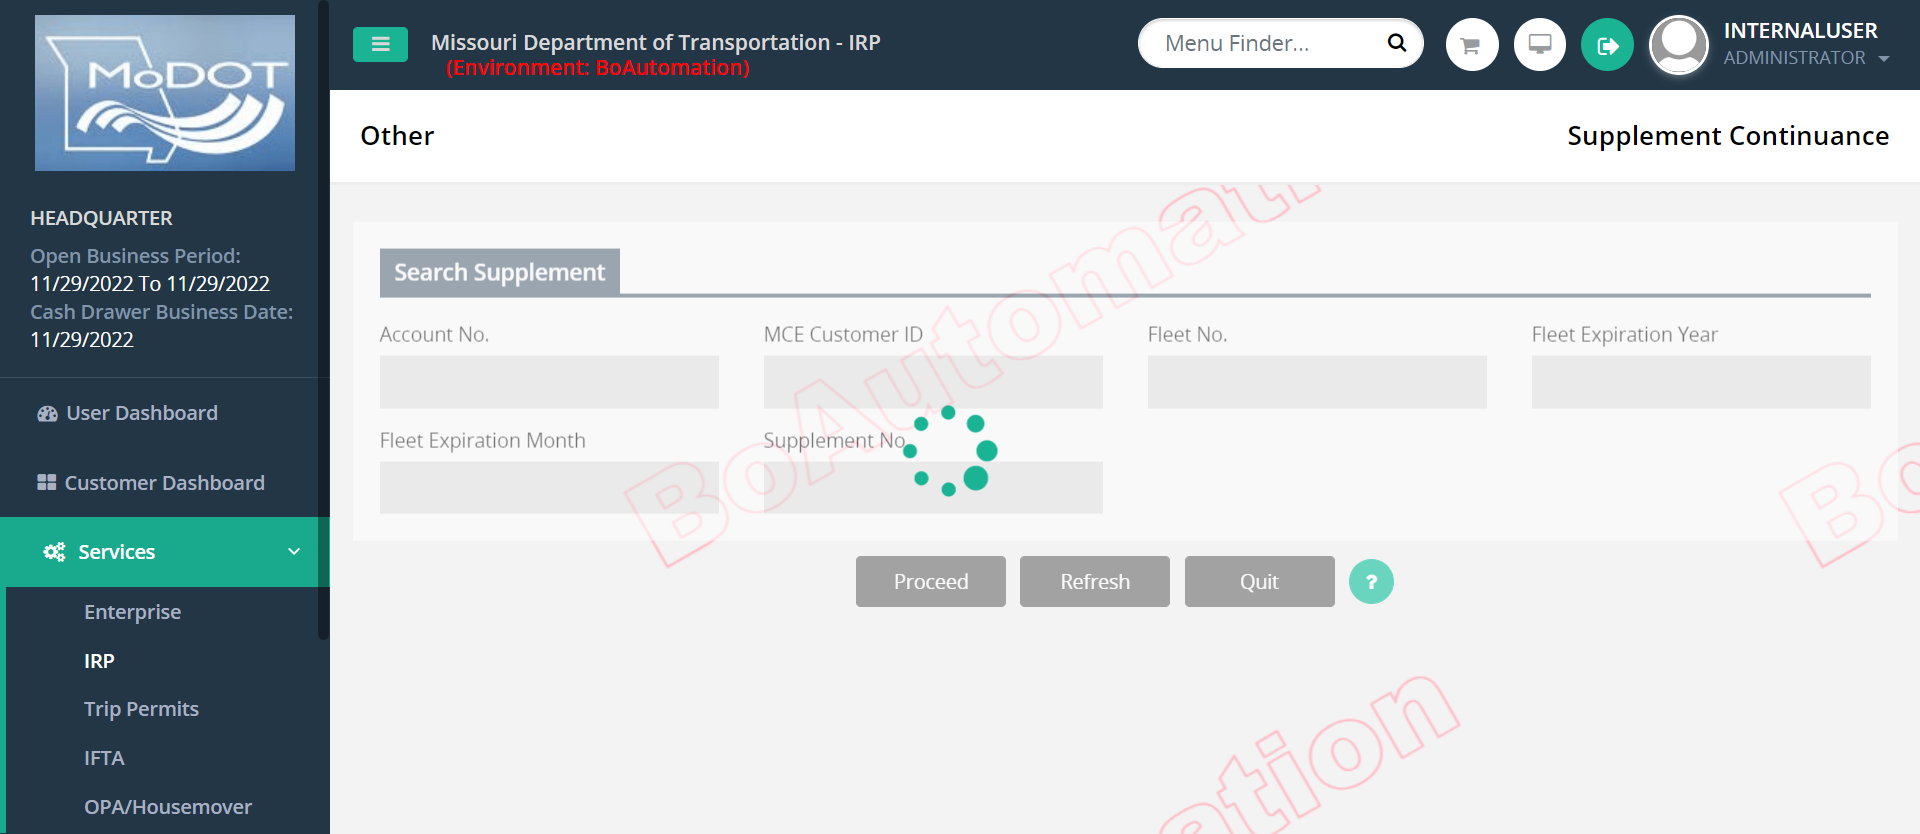 MoDOT
Missouri Department of Transportation - IRP
(Environment: BoAutomation)
Menu Finder...
INTERNALUSER
ADMINISTRATOR
Other
Supplement Continuance
HEADQUARTER
Open Business Period:
11/29/2022 To 11/29/2022
Cash Drawer Business Date:
11/29/2022
User Dashboard
Customer Dashboard
Services
Enterprise
IRP
Trip Permits
IFTA
OPA/Housemover
Search Supplement
Account No.
MCE Customer ID
Fleet No.
Fleet Expiration Year
Fleet Expiration Month
Supplement No
Proceed
Refresh
Quit
?
BoAutomati
Bo
ation